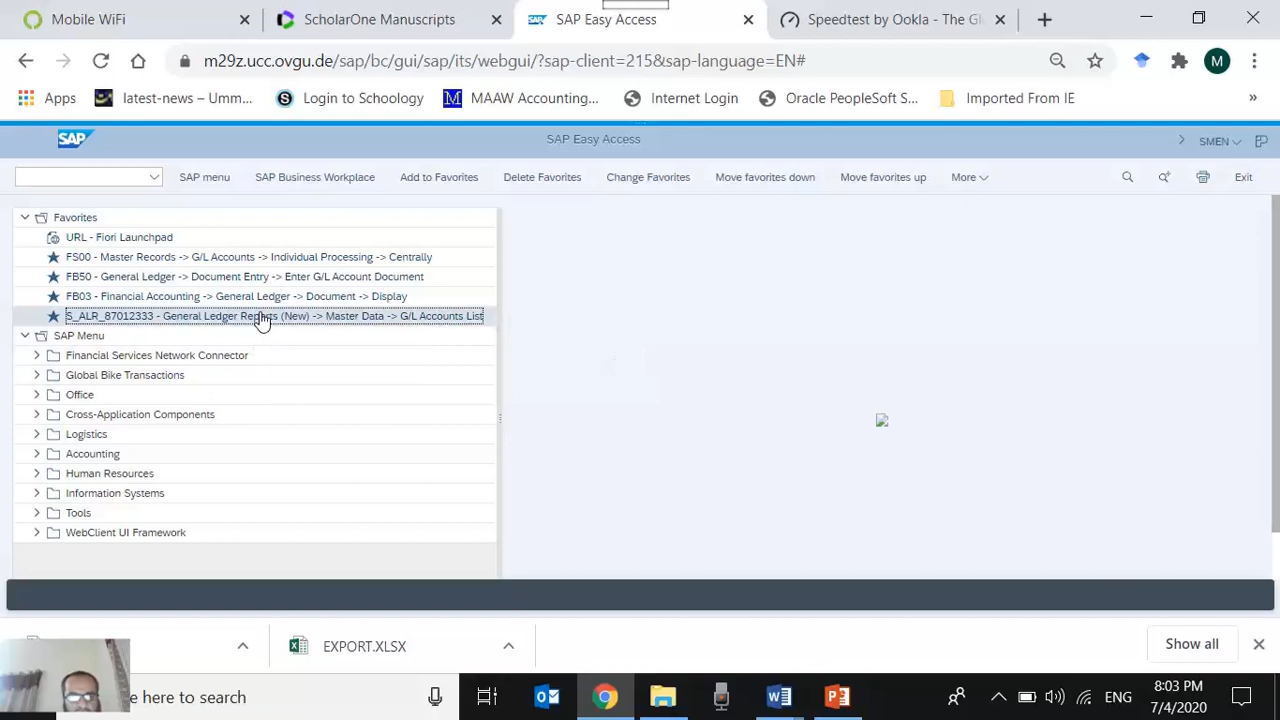 Mobile WiFi
ScholarOne Manuscripts
SAP Easy Access
Speedtest by Ookla - The Gl
m29z.ucc.ovgu.de/sap/bc/gui/sap/its/webgui/?sap-client=215&sap-language=EN#
M
Apps
latest-news – Umm...
S
Login to Schoology
M
MAAW Accounting...
Internet Login
Oracle PeopleSoft S...
Imported From IE
SAP
SAP Easy Access
SMEN
SAP menu
SAP Business Workplace
Add to Favorites
Delete Favorites
Change Favorites
Move favorites down
Move favorites up
More
Exit
Favorites
URL - Fiori Launchpad
FS00 - Master Records -> G/L Accounts -> Individual Processing -> Centrally
FB50 - General Ledger -> Document Entry -> Enter G/L Account Document
FB03 - Financial Accounting -> General Ledger -> Document -> Display
S_ALR_87012333 - General Ledger Reports (New) -> Master Data -> G/L Accounts List
SAP Menu
Financial Services Network Connector
Global Bike Transactions
Office
Cross-Application Components
Logistics
Accounting
Human Resources
Information Systems
Tools
WebClient UI Framework
EXPORT.XLSX
Show all
here to search
ENG
8:03 PM
7/4/2020